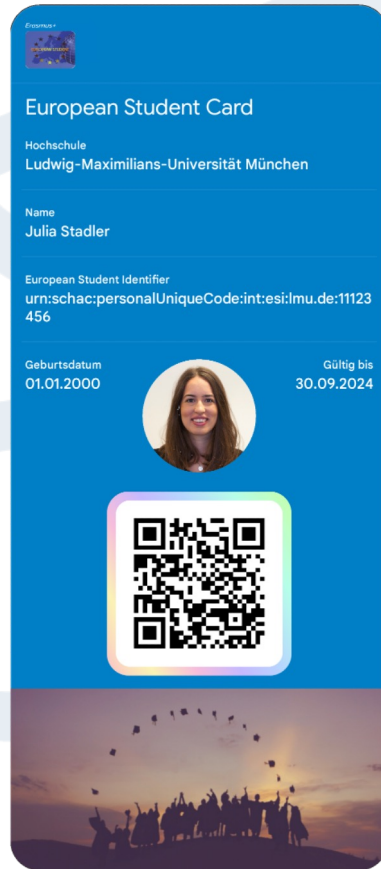 Erasmus+
European Student Card
Hochschule
Ludwig-Maximilians-Universität München
Name
Julia Stadler
European Student Identifier
urn:schac:personalUniqueCode:int:esi:lmu.de:11123
456
Geburtsdatum
01.01.2000
Gültig bis
30.09.2024